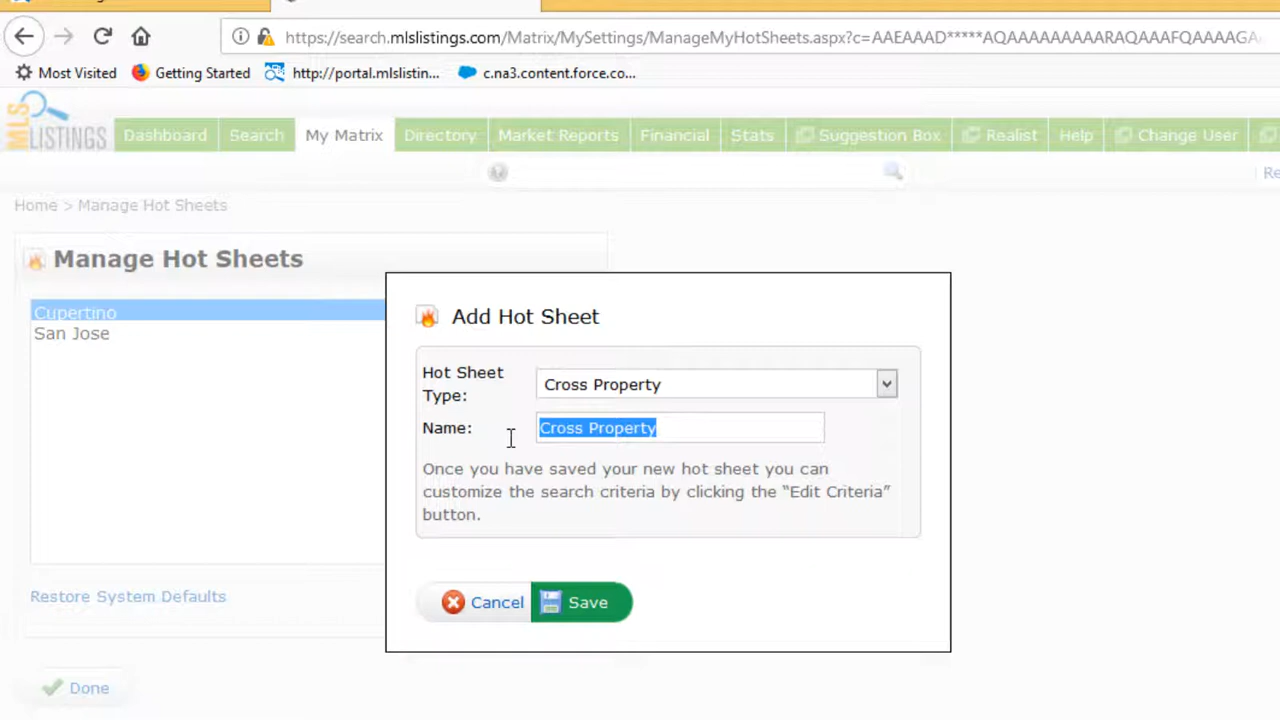 https://search.mlslistings.com/Matrix/MySettings/ManageMyHotSheets.aspx?c=AAEAAAD*****AQAAAAAAAAARAQAAAFQAAAAGA
Most Visited Getting Started http://portal.mlslistin... c.na3.content.force.co...
MLS LISTINGS Dashboard Search My Matrix Directory Market Reports Financial Stats Suggestion Box Realist Help Change User
Re
Home > Manage Hot Sheets
Manage Hot Sheets
Cupertino
San Jose
Restore System Defaults
Done
Add Hot Sheet
Hot Sheet Type: Cross Property
Name: Cross Property
Once you have saved your new hot sheet you can
customize the search criteria by clicking the “Edit Criteria”
button.
Cancel Save